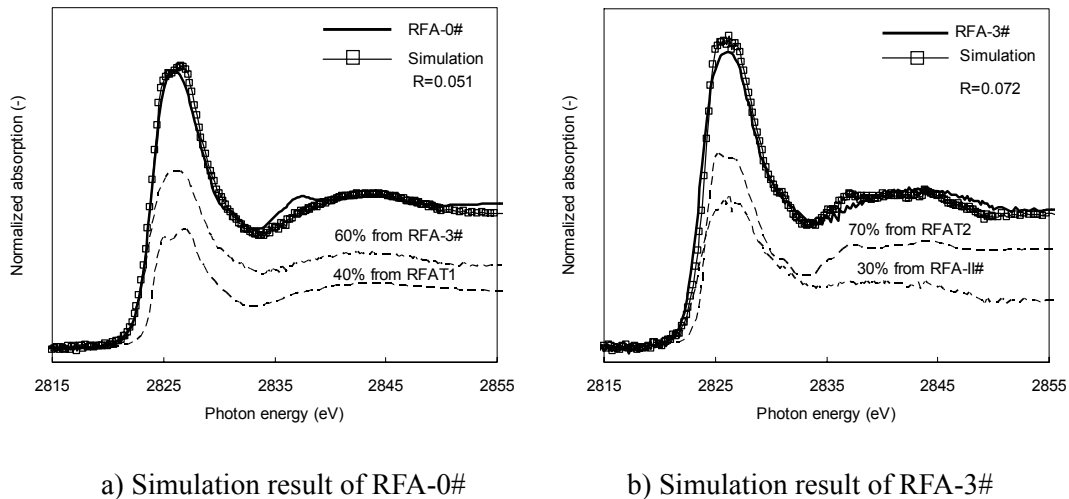 RFA-0#
Simulation
R=0.051
Normalized absorption (-)
60% from RFA-3#
40% from RFAT1
2815 2825 2835 2845 2855
Photon energy (eV)
a) Simulation result of RFA-0#
RFA-3#
Simulation
R=0.072
Normalized absorption (-)
70% from RFAT2
30% from RFA-II#
2815 2825 2835 2845 2855
Photon energy (eV)
b) Simulation result of RFA-3#